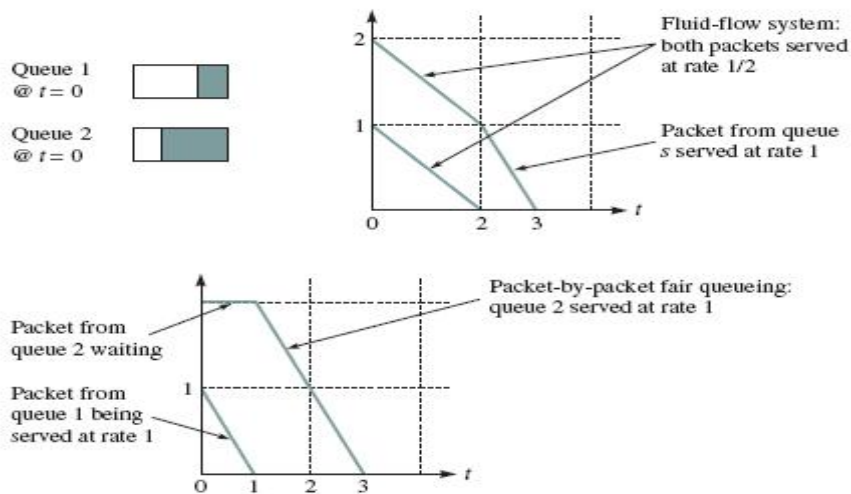 Queue 1
@ t = 0
Queue 2
@ t = 0
2
1
0
2
3
t
Fluid-flow system:
both packets served
at rate 1/2
Packet from queue
s served at rate 1
Packet from
queue 2 waiting
Packet from
queue 1 being
served at rate 1
1
0
1
2
3
t
Packet-by-packet fair queueing:
queue 2 served at rate 1